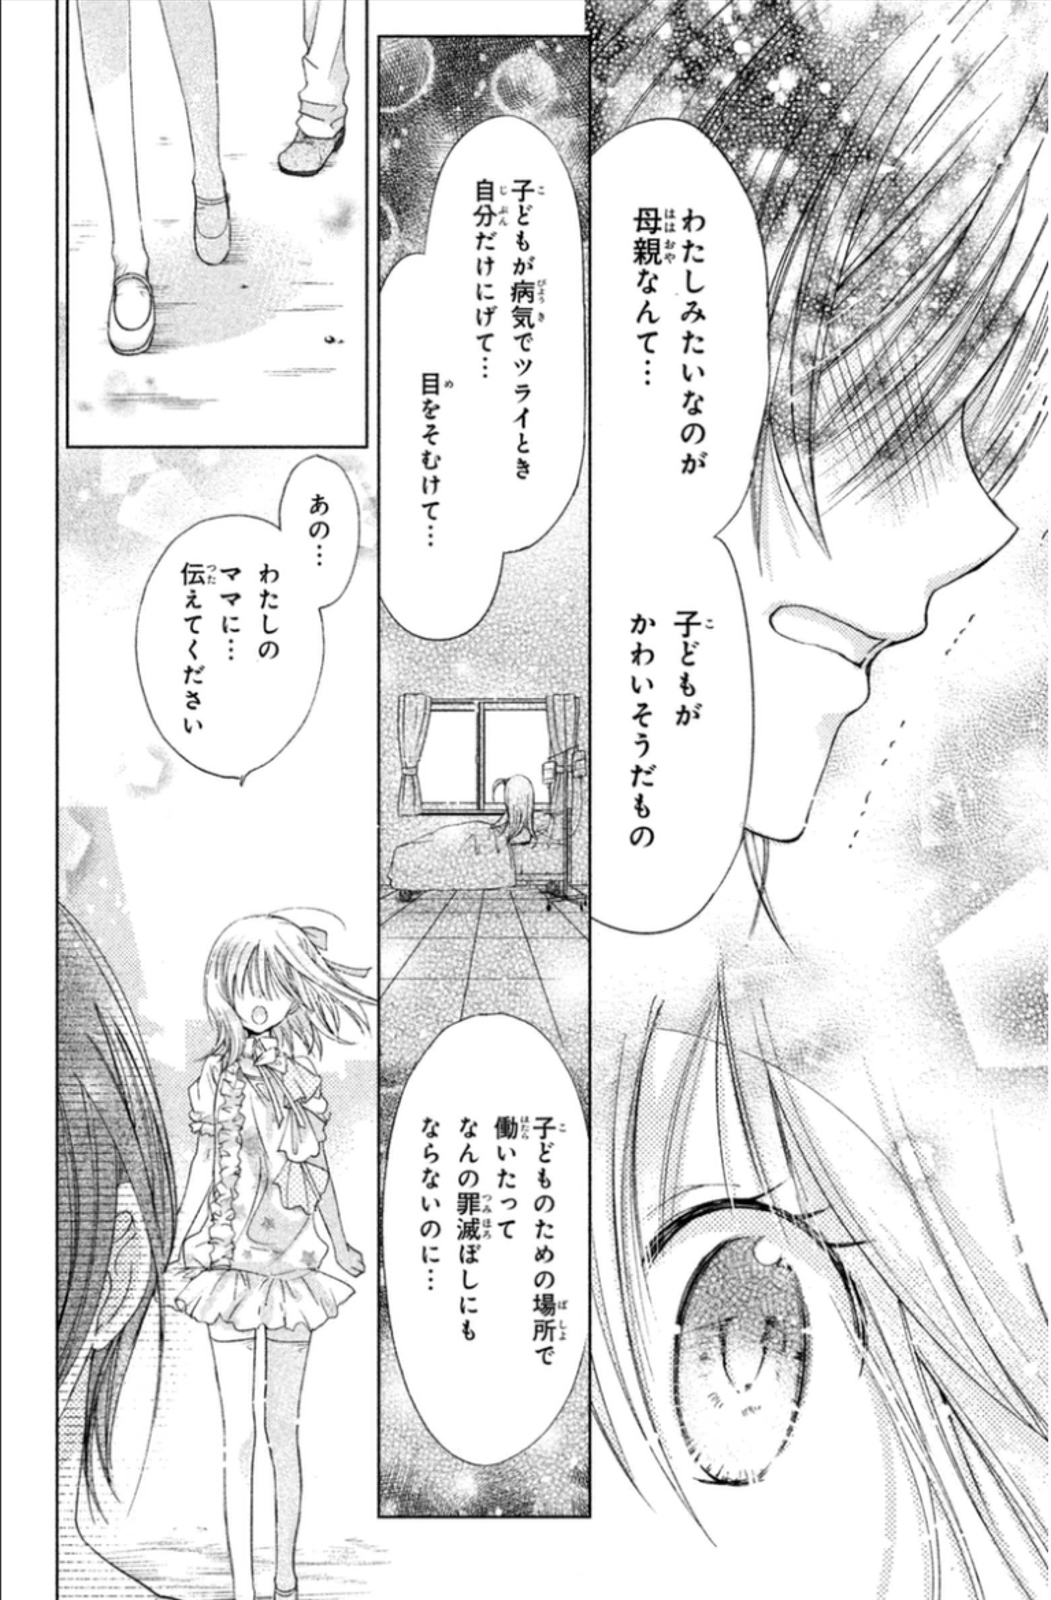 わたしみたいなのが
母親なんて…
子どもが
かわいそうだもの
子どもが病気でツライとき
自分だけにげて…
目をそむけて…
子どものための場所で
働いたって
なんの罪滅ぼしにも
ならないのに…
あの…
わたしの
ママに…
伝えてください